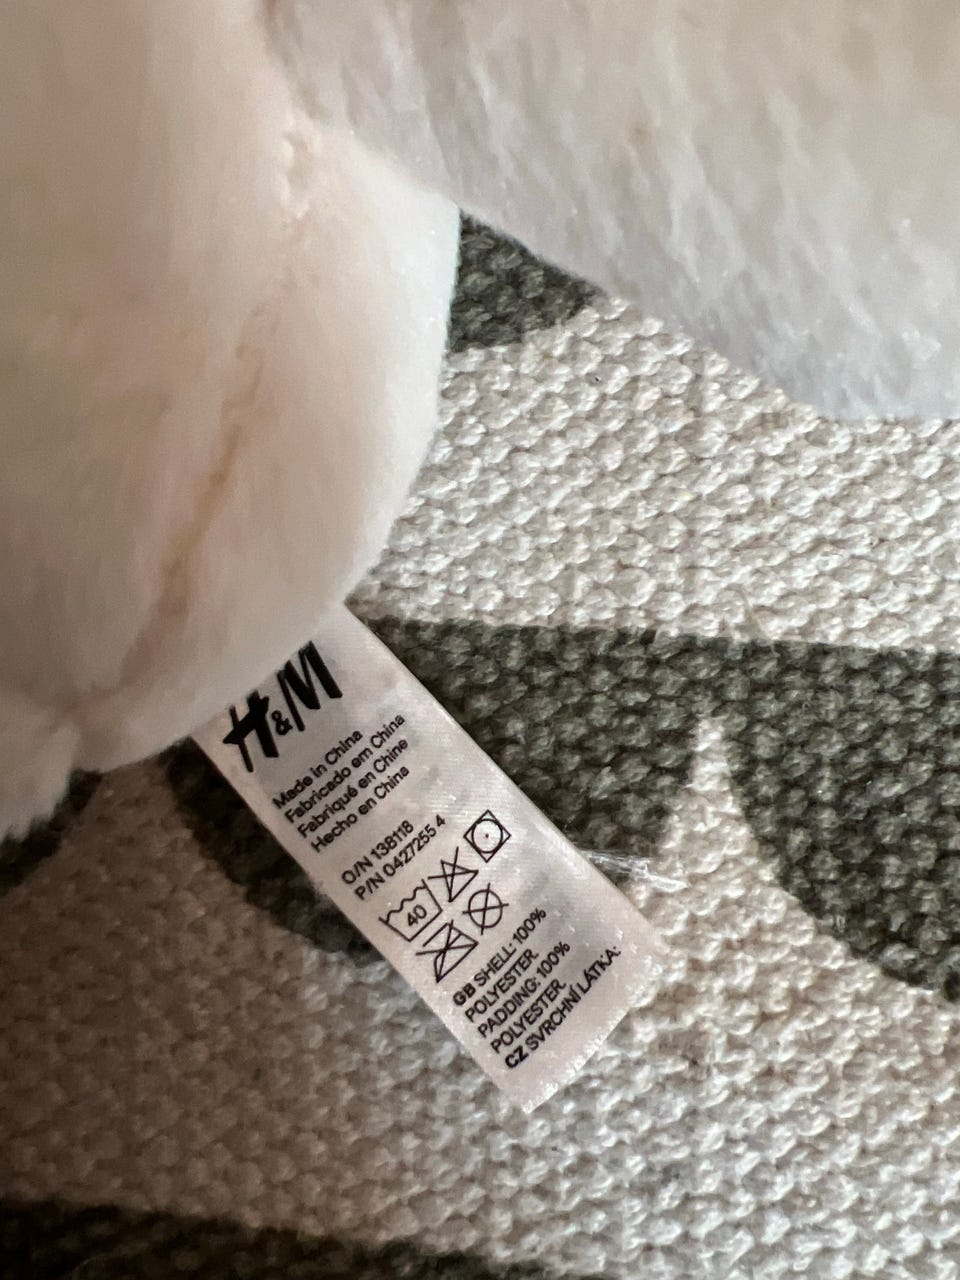 H&M
Made in China
Fabricado em China
Fabriqué en Chine
Hecho en China
O/N 138118
P/N 0427255 4
40
GB SHELL: 100%
POLYESTER.
PADDING: 100%
POLYESTER.
CZ SVRCHNÍ LÁTKA: